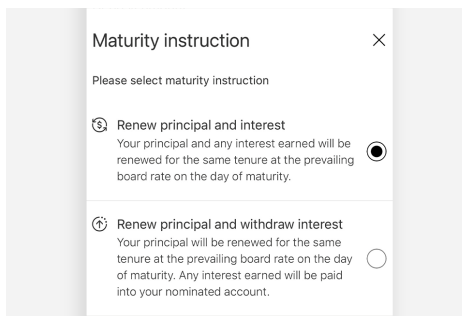 Maturity instruction
Please select maturity instruction
Renew principal and interest
Your principal and any interest earned will be
renewed for the same tenure at the prevailing
board rate on the day of maturity.
Renew principal and withdraw interest
Your principal will be renewed for the same
tenure at the prevailing board rate on the day
of maturity. Any interest earned will be paid
into your nominated account.